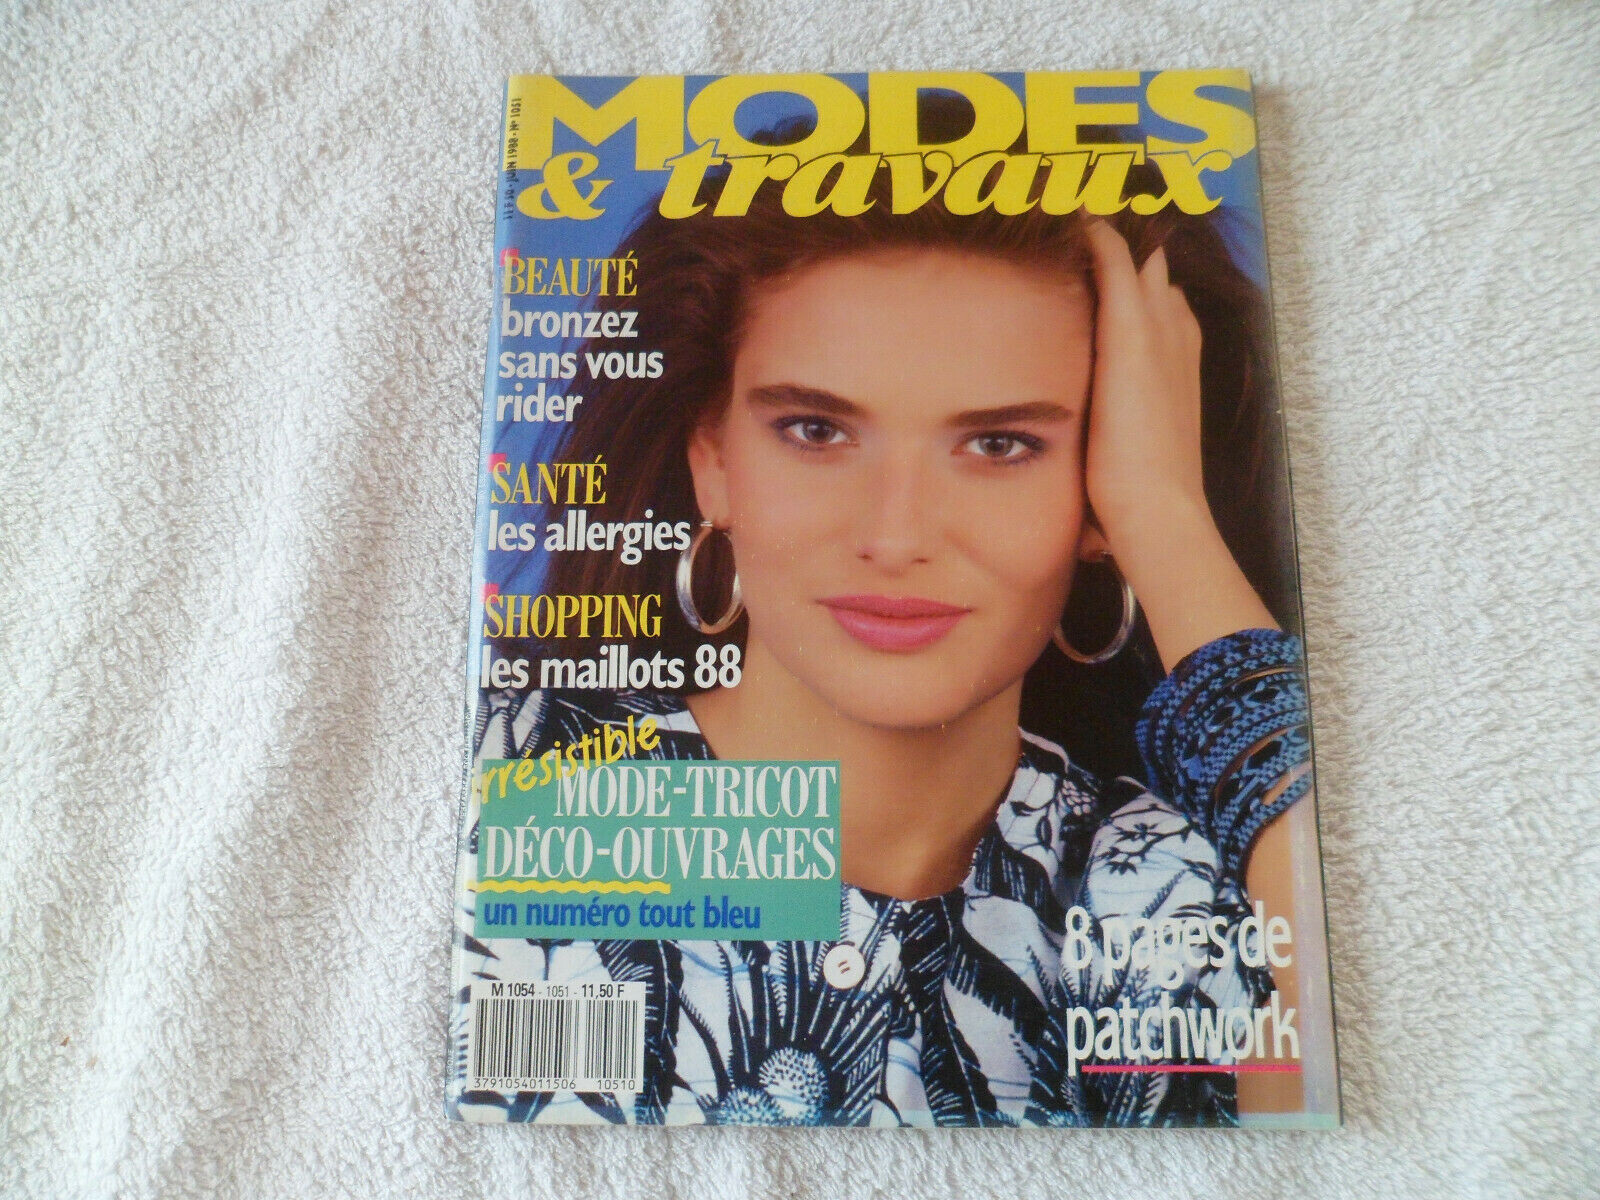 MODES
& travaux
11 F 50 - JUIN 1988 - N° 1051
BEAUTÉ
bronzez
sans vous
rider
SANTÉ
les allergies
SHOPPING
les maillots 88
irrésistible
MODE-TRICOT
DÉCO-OUVRAGES
un numéro tout bleu
8 pages de
patchwork
M 1054 - 1051 - 11,50 F
3791054011506 10510